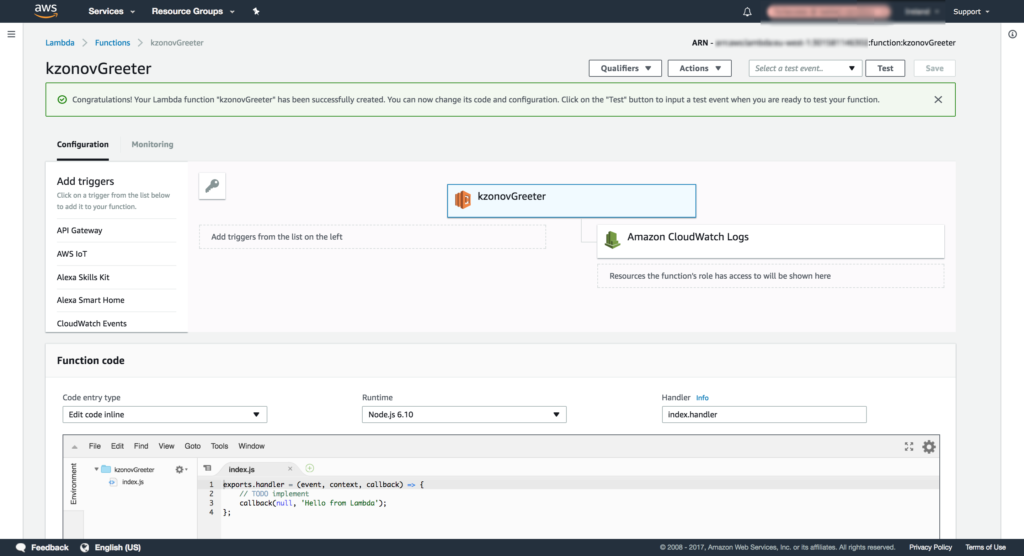 aws
Services
Resource Groups
Support
Lambda
Functions
kzonovGreeter
ARN - :function:kzonovGreeter
kzonovGreeter
Qualifiers
Actions
Select a test event..
Test
Save
Congratulations! Your Lambda function "kzonovGreeter" has been successfully created. You can now change its code and configuration. Click on the "Test" button to input a test event when you are ready to test your function.
Configuration
Monitoring
Add triggers
Click on a trigger from the list below
to add it to your function.
API Gateway
AWS IoT
Alexa Skills Kit
Alexa Smart Home
CloudWatch Events
kzonovGreeter
Add triggers from the list on the left
Amazon CloudWatch Logs
Resources the function's role has access to will be shown here
Function code
Code entry type
Edit code inline
Runtime
Node.js 6.10
Handler Info
index.handler
File Edit Find View Goto Tools Window
Environment
kzonovGreeter
index.js
index.js
1 exports.handler = (event, context, callback) => {
2 // TODO implement
3 callback(null, 'Hello from Lambda');
4 };
Feedback
English (US)
© 2008 - 2017, Amazon Web Services, Inc. or its affiliates. All rights reserved.
Privacy Policy
Terms of Use